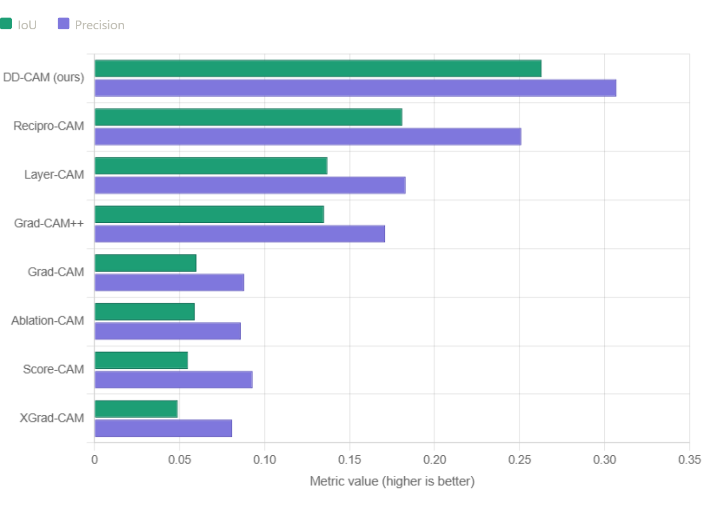 IoU Precision
DD-CAM (ours)
Recipro-CAM
Layer-CAM
Grad-CAM++
Grad-CAM
Ablation-CAM
Score-CAM
XGrad-CAM
0 0.05 0.10 0.15 0.20 0.25 0.30 0.35
Metric value (higher is better)